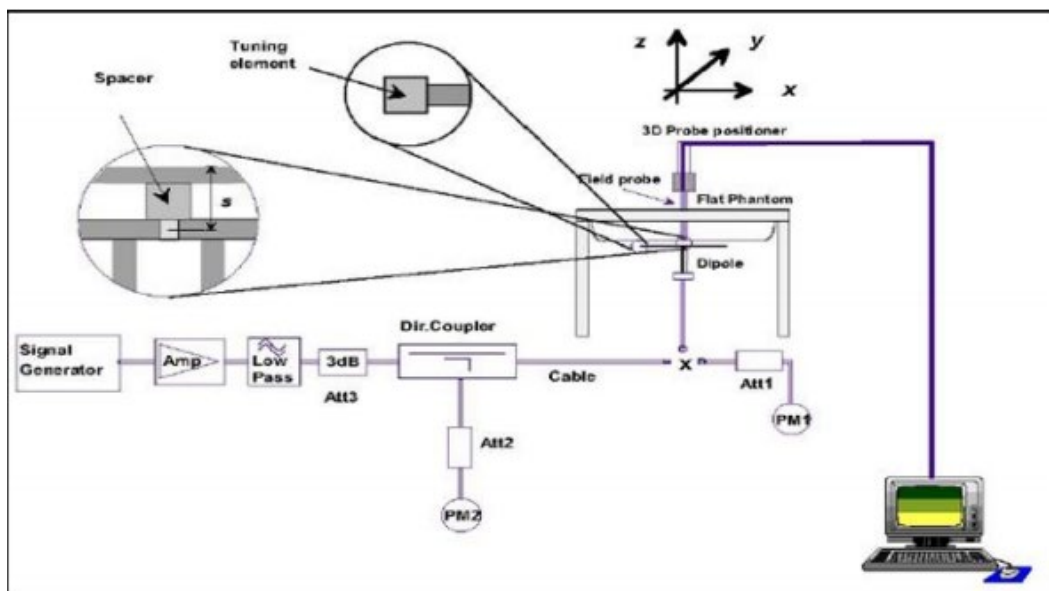 Tuning
element
Spacer
s
z
y
x
3D Probe positioner
Field probe
Flat Phantom
Dipole
Signal
Generator
Amp
Low
Pass
3dB
Att3
Dir.Coupler
Cable
X
Att1
PM1
Att2
PM2